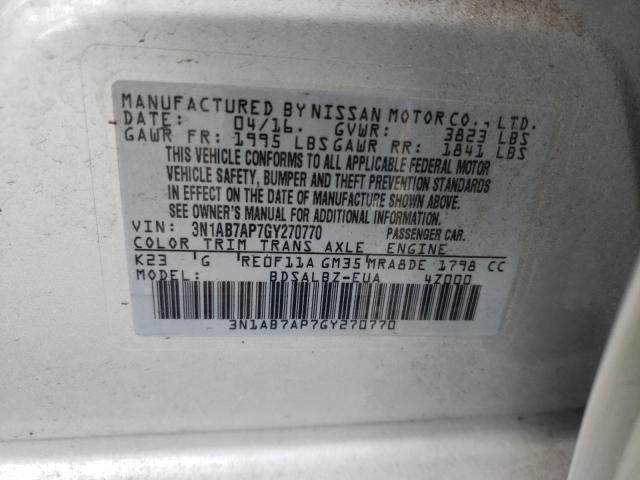 MANUFACTURED BY NISSAN MOTOR CO., LTD.
DATE: 04/16. GVWR: 3823 LBS
GAWR FR: 1995 LBS GAWR RR: 1841 LBS
THIS VEHICLE CONFORMS TO ALL APPLICABLE FEDERAL MOTOR
VEHICLE SAFETY, BUMPER AND THEFT PREVENTION STANDARDS
IN EFFECT ON THE DATE OF MANUFACTURE SHOWN ABOVE.
SEE OWNER'S MANUAL FOR ADDITIONAL INFORMATION.
VIN: 3N1AB7AP7GY270770 PASSENGER CAR.
COLOR TRIM TRANS AXLE ENGINE
K23 G RE0F11A GM35 MRA8DE 1798 CC
MODEL: BDSALBZ-EUA 4Z000
3N1AB7AP7GY270770